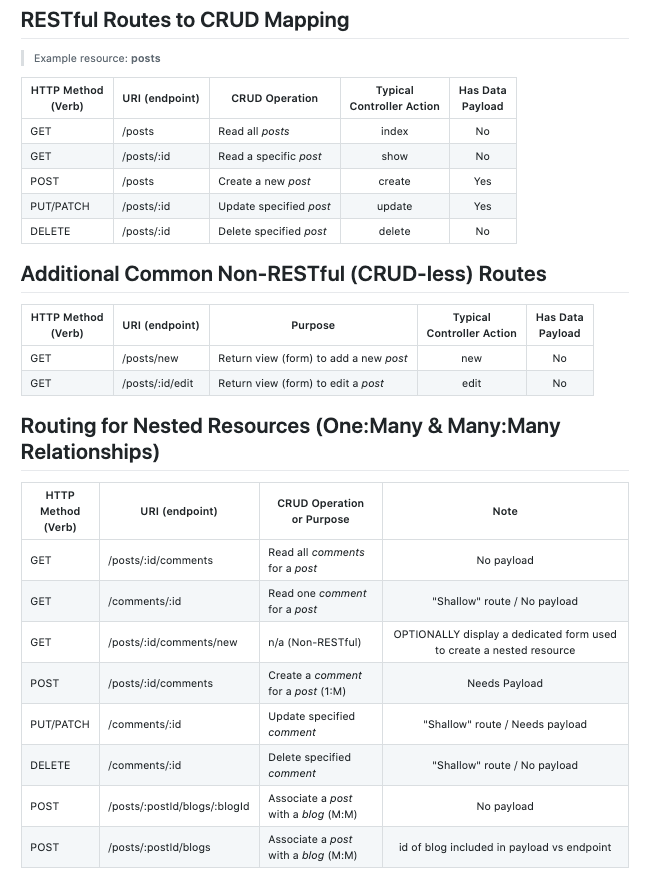 RESTful Routes to CRUD Mapping
Example resource: posts
HTTP Method (Verb) URI (endpoint) CRUD Operation Typical Controller Action Has Data Payload
GET /posts Read all posts index No
GET /posts/:id Read a specific post show No
POST /posts Create a new post create Yes
PUT/PATCH /posts/:id Update specified post update Yes
DELETE /posts/:id Delete specified post delete No
Additional Common Non-RESTful (CRUD-less) Routes
HTTP Method (Verb) URI (endpoint) Purpose Typical Controller Action Has Data Payload
GET /posts/new Return view (form) to add a new post new No
GET /posts/:id/edit Return view (form) to edit a post edit No
Routing for Nested Resources (One:Many & Many:Many
Relationships)
HTTP Method (Verb) URI (endpoint) CRUD Operation or Purpose Note
GET /posts/:id/comments Read all comments for a post No payload
GET /comments/:id Read one comment for a post "Shallow" route / No payload
GET /posts/:id/comments/new n/a (Non-RESTful) OPTIONALLY display a dedicated form used to create a nested resource
POST /posts/:id/comments Create a comment for a post (1:M) Needs Payload
PUT/PATCH /comments/:id Update specified comment "Shallow" route / Needs payload
DELETE /comments/:id Delete specified comment "Shallow" route / No payload
POST /posts/:postId/blogs/:blogId Associate a post with a blog (M:M) No payload
POST /posts/:postId/blogs Associate a post with a blog (M:M) id of blog included in payload vs endpoint